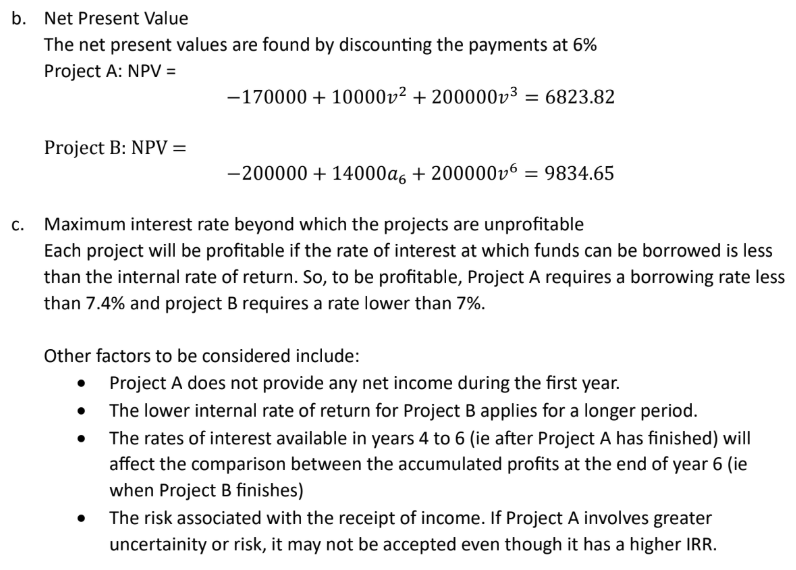 b. Net Present Value
The net present values are found by discounting the payments at 6%
Project A: NPV =
−170000 + 10000𝑣² + 200000𝑣³ = 6823.82
Project B: NPV =
−200000 + 14000𝑎₆ + 200000𝑣⁶ = 9834.65
c. Maximum interest rate beyond which the projects are unprofitable
Each project will be profitable if the rate of interest at which funds can be borrowed is less
than the internal rate of return. So, to be profitable, Project A requires a borrowing rate less
than 7.4% and project B requires a rate lower than 7%.
Other factors to be considered include:
• Project A does not provide any net income during the first year.
• The lower internal rate of return for Project B applies for a longer period.
• The rates of interest available in years 4 to 6 (ie after Project A has finished) will
affect the comparison between the accumulated profits at the end of year 6 (ie
when Project B finishes)
• The risk associated with the receipt of income. If Project A involves greater
uncertainity or risk, it may not be accepted even though it has a higher IRR.